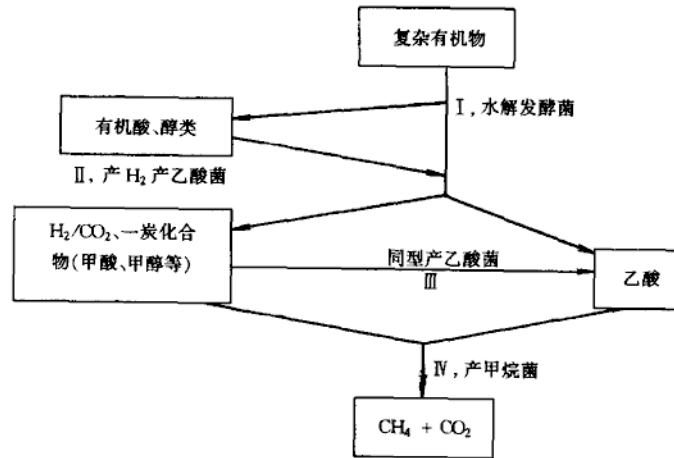 复杂有机物
Ⅰ,水解发酵菌
有机酸、醇类
Ⅱ,产 H₂ 产乙酸菌
H₂/CO₂、一炭化合
物(甲酸、甲醇等)
同型产乙酸菌
Ⅲ
乙酸
Ⅳ,产甲烷菌
CH₄ + CO₂